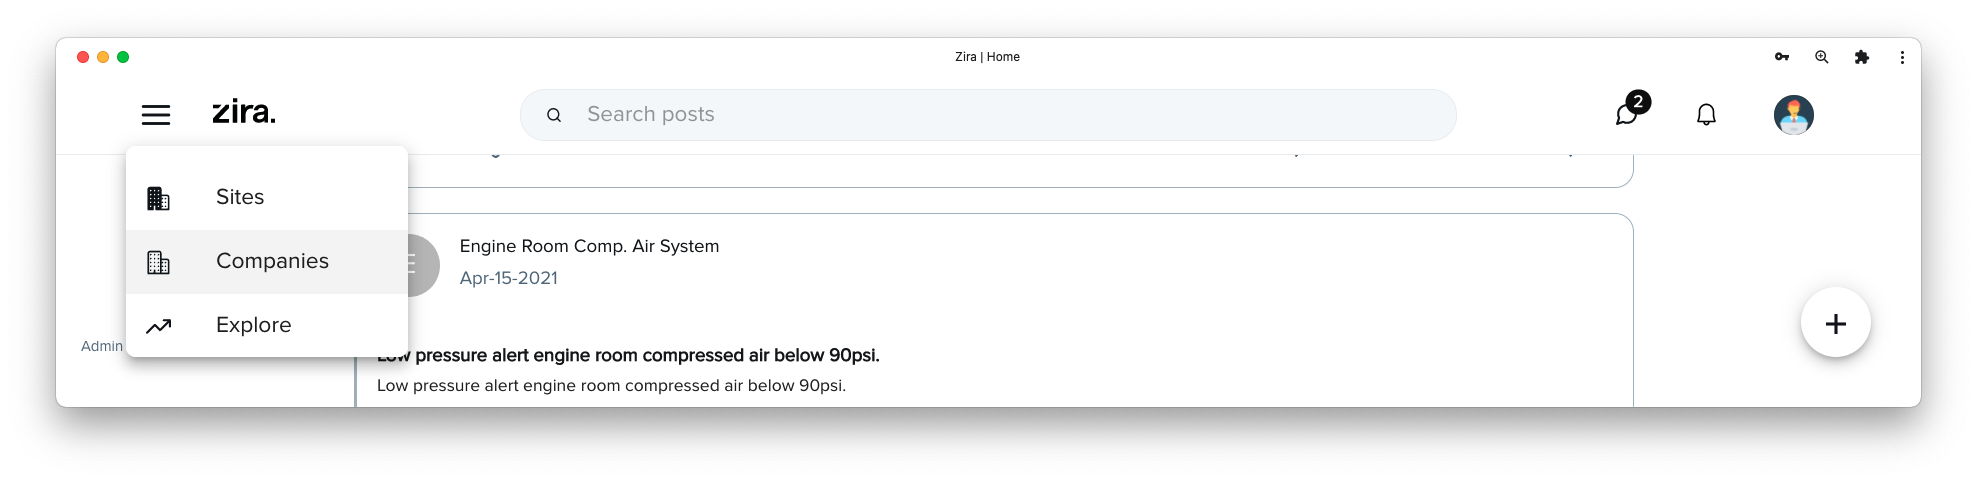 Zira | Home
zira.
Search posts
2
Sites
Companies
Explore
Admin
E
Engine Room Comp. Air System
Apr-15-2021
Low pressure alert engine room compressed air below 90psi.
Low pressure alert engine room compressed air below 90psi.